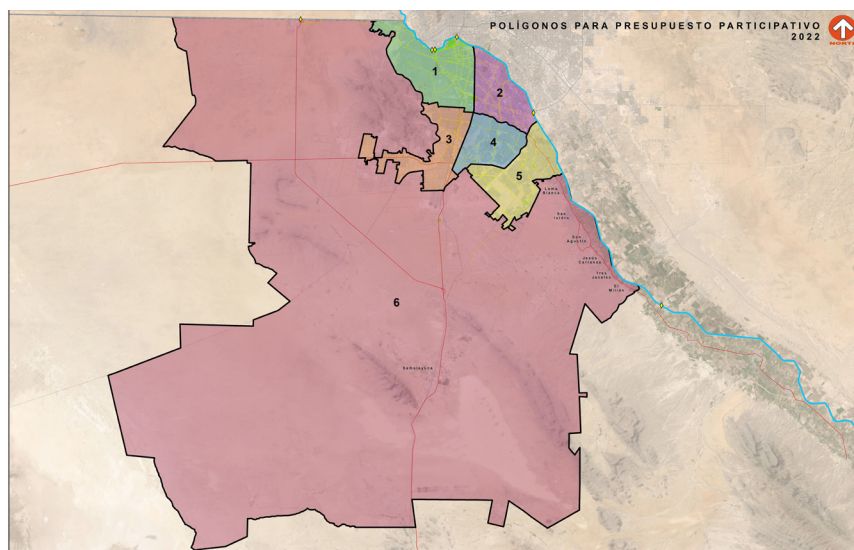 POLÍGONOS PARA PRESUPUESTO PARTICIPATIVO
2022
NORTE
1
2
3
4
5
Loma
Blanca
San
Isidro
San
Agustín
Jesús
Carranza
Tres
Jacales
El
Millón
6
Samalayuca